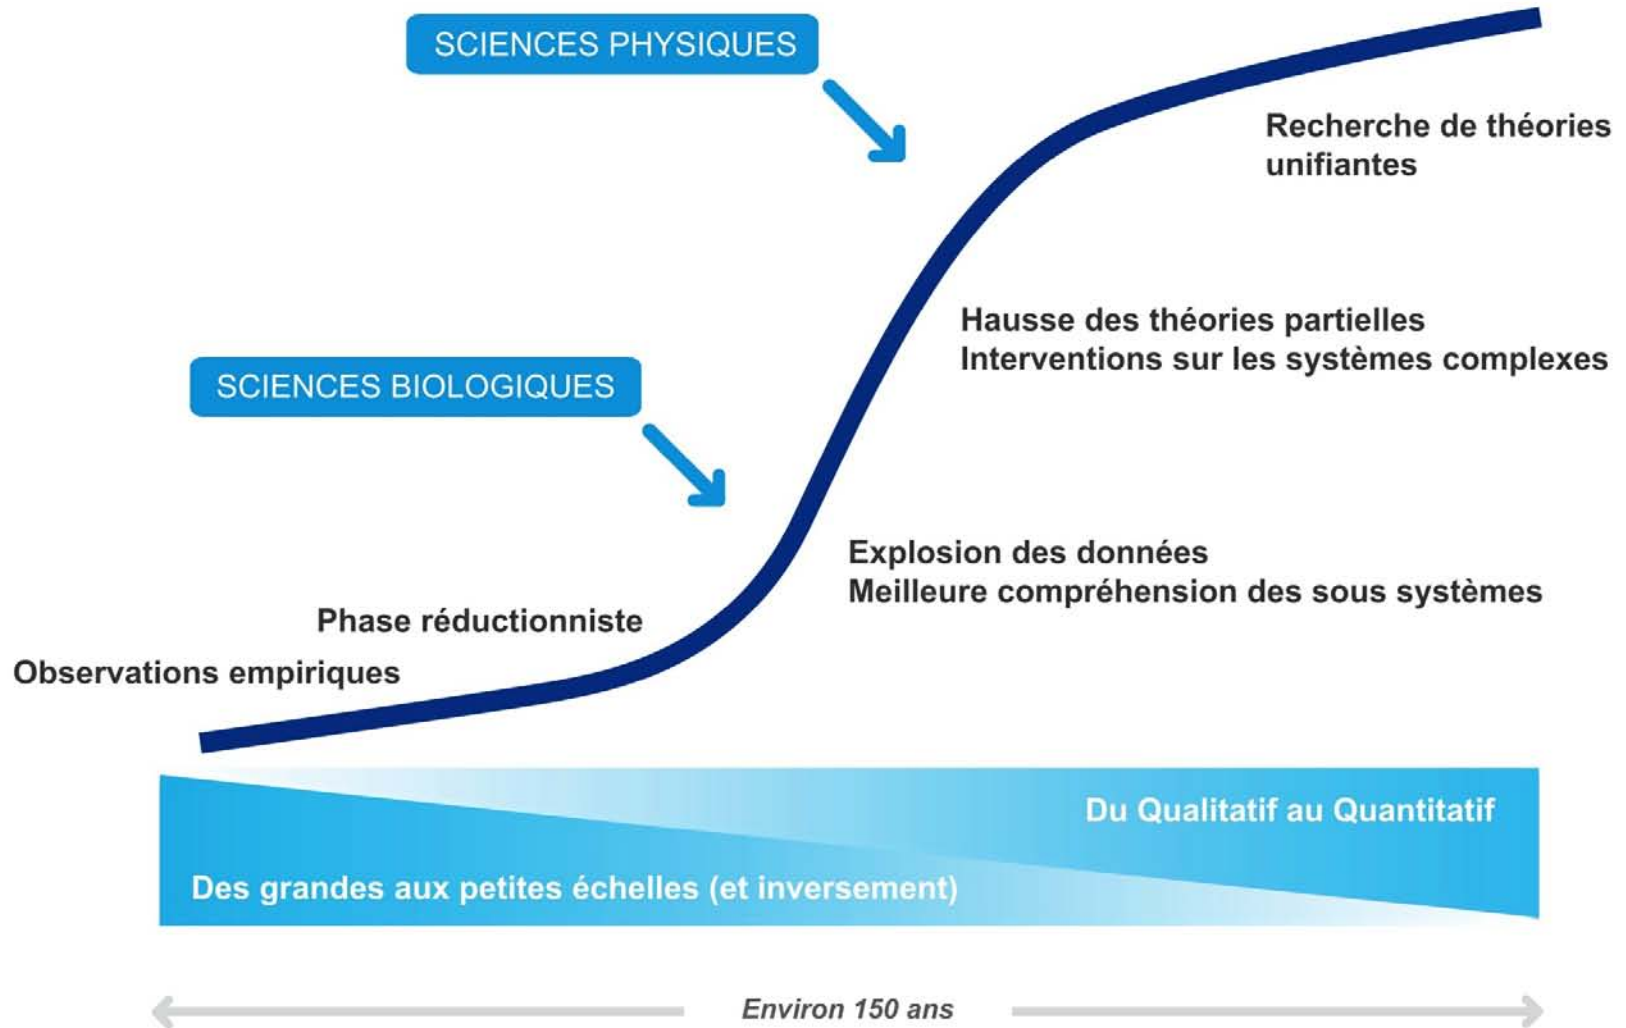 SCIENCES PHYSIQUES
Recherche de théories
unifiantes
Hausse des théories partielles
Interventions sur les systèmes complexes
SCIENCES BIOLOGIQUES
Explosion des données
Meilleure compréhension des sous systèmes
Phase réductionniste
Observations empiriques
Du Qualitatif au Quantitatif
Des grandes aux petites échelles (et inversement)
Environ 150 ans